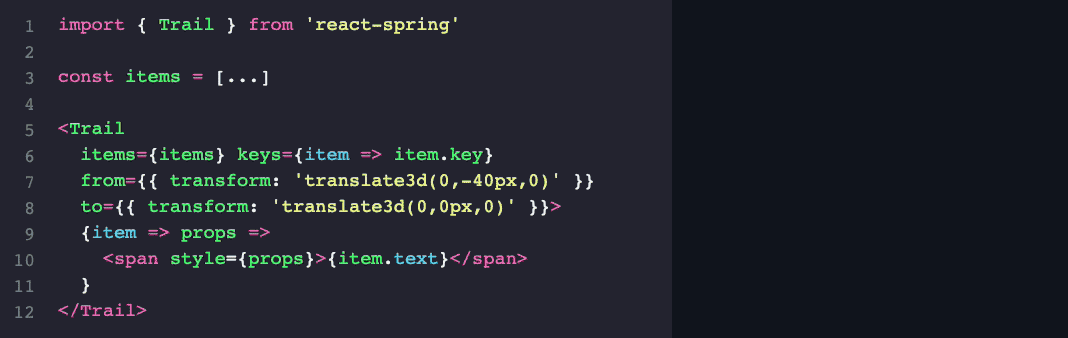 1 import { Trail } from 'react-spring'
2
3 const items = [...]
4
5 <Trail
6   items={items} keys={item => item.key}
7   from={{ transform: 'translate3d(0,-40px,0)' }}
8   to={{ transform: 'translate3d(0,0px,0)' }}>
9   {item => props =>
10     <span style={props}>{item.text}</span>
11   }
12 </Trail>